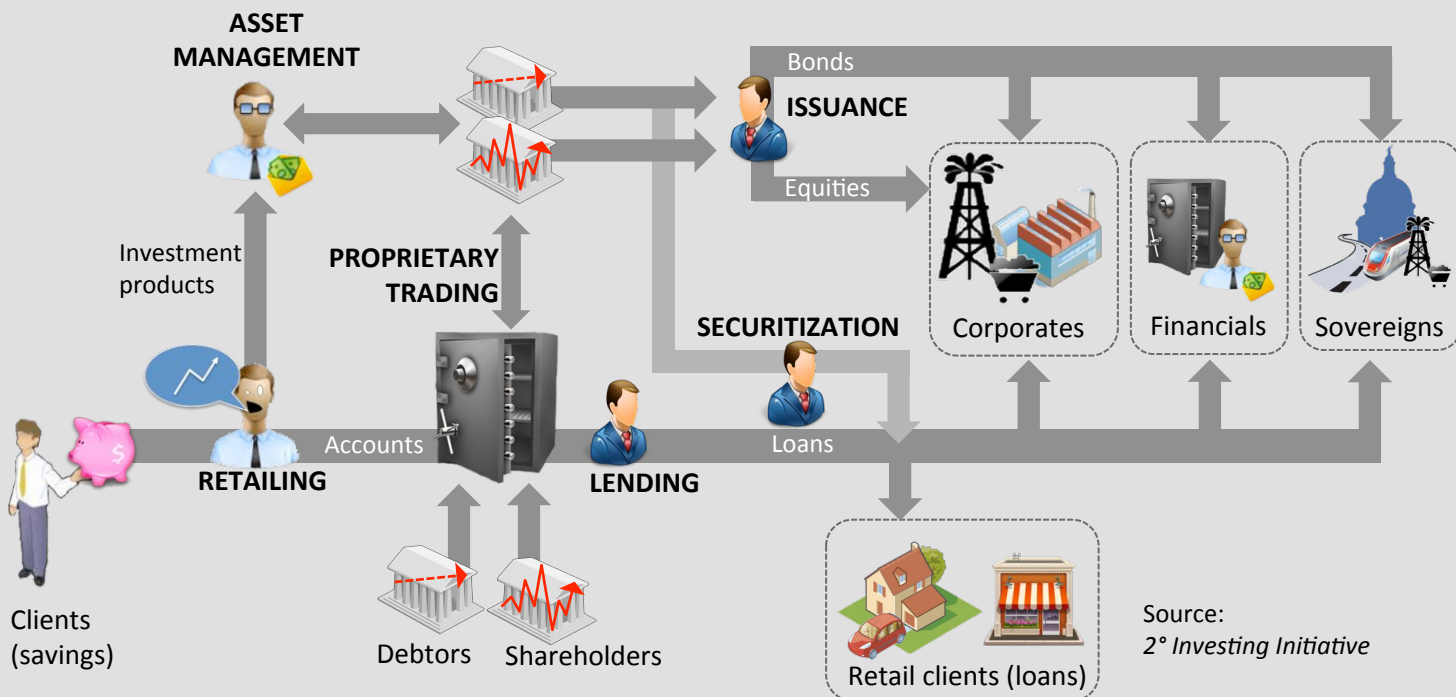 ASSET
MANAGEMENT
Bonds
ISSUANCE
Equities
Investment
products
PROPRIETARY
TRADING
SECURITIZATION
Corporates
Financials
Sovereigns
Accounts
Loans
RETAILING
LENDING
$
Clients
(savings)
Debtors
Shareholders
Retail clients (loans)
Source:
2° Investing Initiative